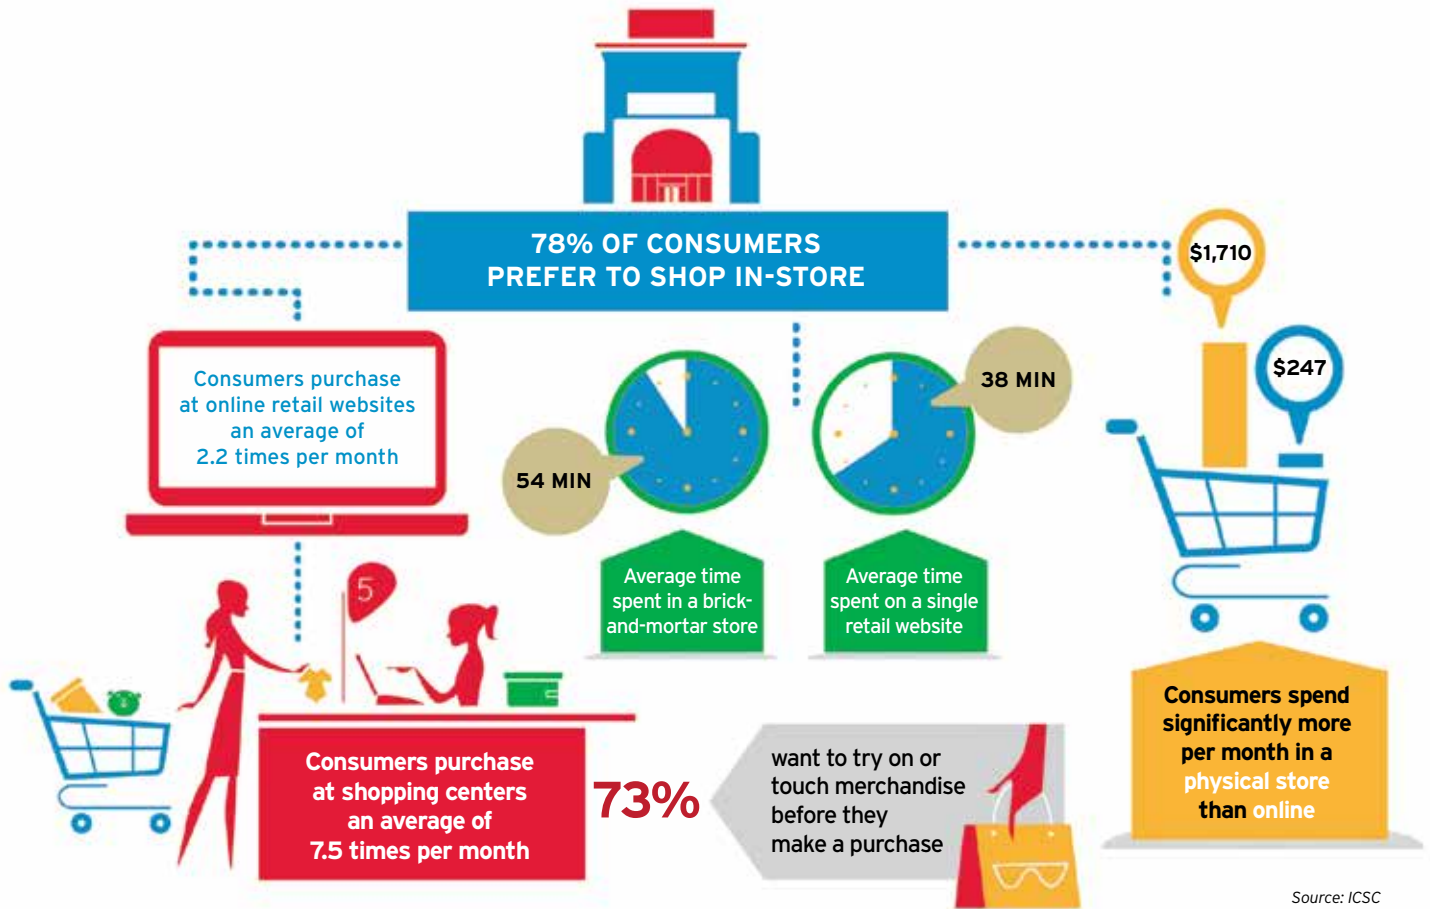 78% OF CONSUMERS
PREFER TO SHOP IN-STORE
$1,710
$247
Consumers purchase
at online retail websites
an average of
2.2 times per month
54 MIN
38 MIN
Average time
spent in a brick-
and-mortar store
Average time
spent on a single
retail website
5
Consumers purchase
at shopping centers
an average of
7.5 times per month
73%
want to try on or
touch merchandise
before they
make a purchase
Consumers spend
significantly more
per month in a
physical store
than online
Source: ICSC